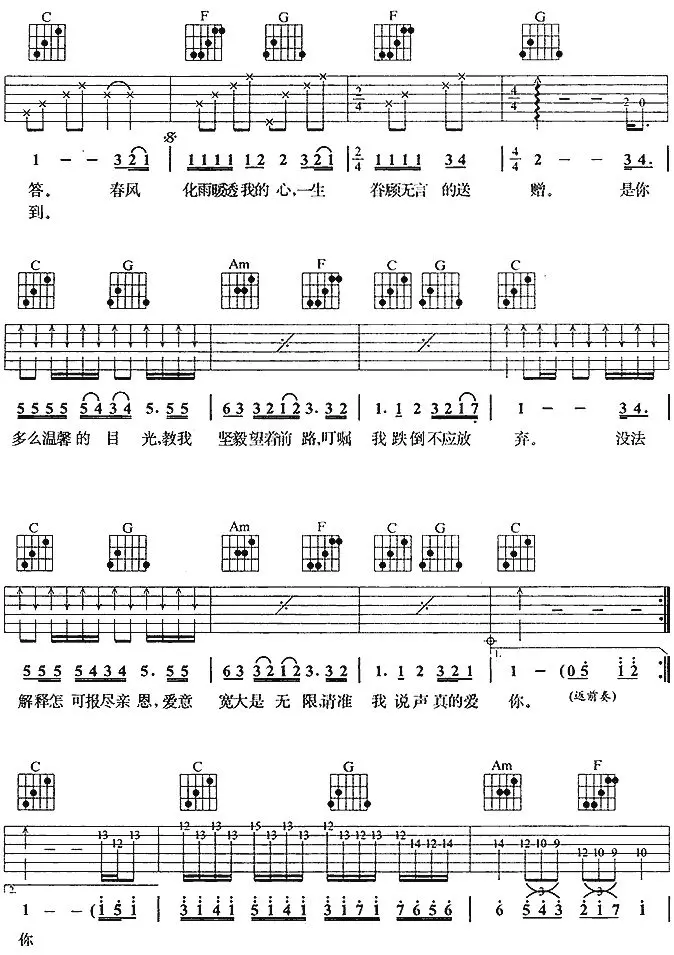 C F G F G
2 4 4 4 2 0
1 - - 3 2 1 | 1 1 1 1 1 2 2 3 2 1 | 2/4 1 1 1 1 3 4 | 4/4 2 - - 3 4.
答。 春风 化雨暖透我的 心,一生 眷顾无言 的送 赠。 是你
到。
C G Am F C G C
5 5 5 5 5 4 3 4 5. 5 5 | 6 3 3 2 1 2 3. 3 2 | 1. 1 2 3 2 1 7 | 1 - - 3 4.
多么温馨的 目 光,教我 坚毅望着前 路,叮嘱 我 跌倒不应放 弃。 没法
C G Am F C G C
1.
5 5 5 5 4 3 4 5. 5 5 | 6 3 3 2 1 2 3. 3 2 | 1. 1 2 3 2 1 | 1 - (0 5 1 2
解释怎 可报尽亲 恩,爱意 宽大是 无 限,请准 我 说声真的爱 你。 (返前奏)
C C G Am F
13 12 13 12 13 13 13 15 13 13 13 12 13 12 13 12 14 12 14 14 12 10 9 12 10 9 10
2.
3 3
1 - - (1 5 1 | 3 1 4 1 5 1 4 1 3 1 7 1 7 6 5 6 | 6 5 4 3 2 1 7 1
你